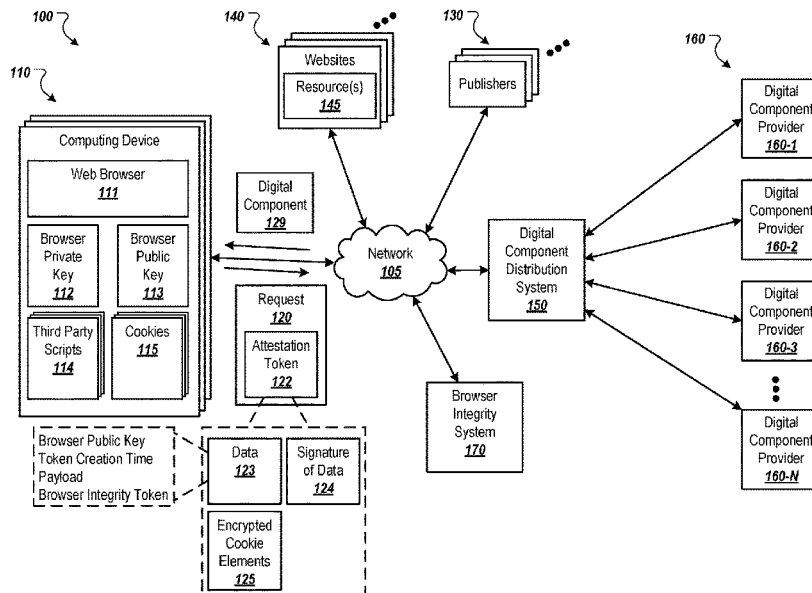 100
110
140
130
160
Websites
Resource(s)
145
Publishers
Computing Device
Web Browser
111
Browser
Private
Key
112
Browser
Public
Key
113
Third Party
Scripts
114
Cookies
115
Digital
Component
129
Request
120
Attestation
Token
122
Network
105
Digital
Component
Distribution
System
150
Browser
Integrity
System
170
Digital
Component
Provider
160-1
Digital
Component
Provider
160-2
Digital
Component
Provider
160-3
Digital
Component
Provider
160-N
Browser Public Key
Token Creation Time
Payload
Browser Integrity Token
Data
123
Signature
of Data
124
Encrypted
Cookie
Elements
125